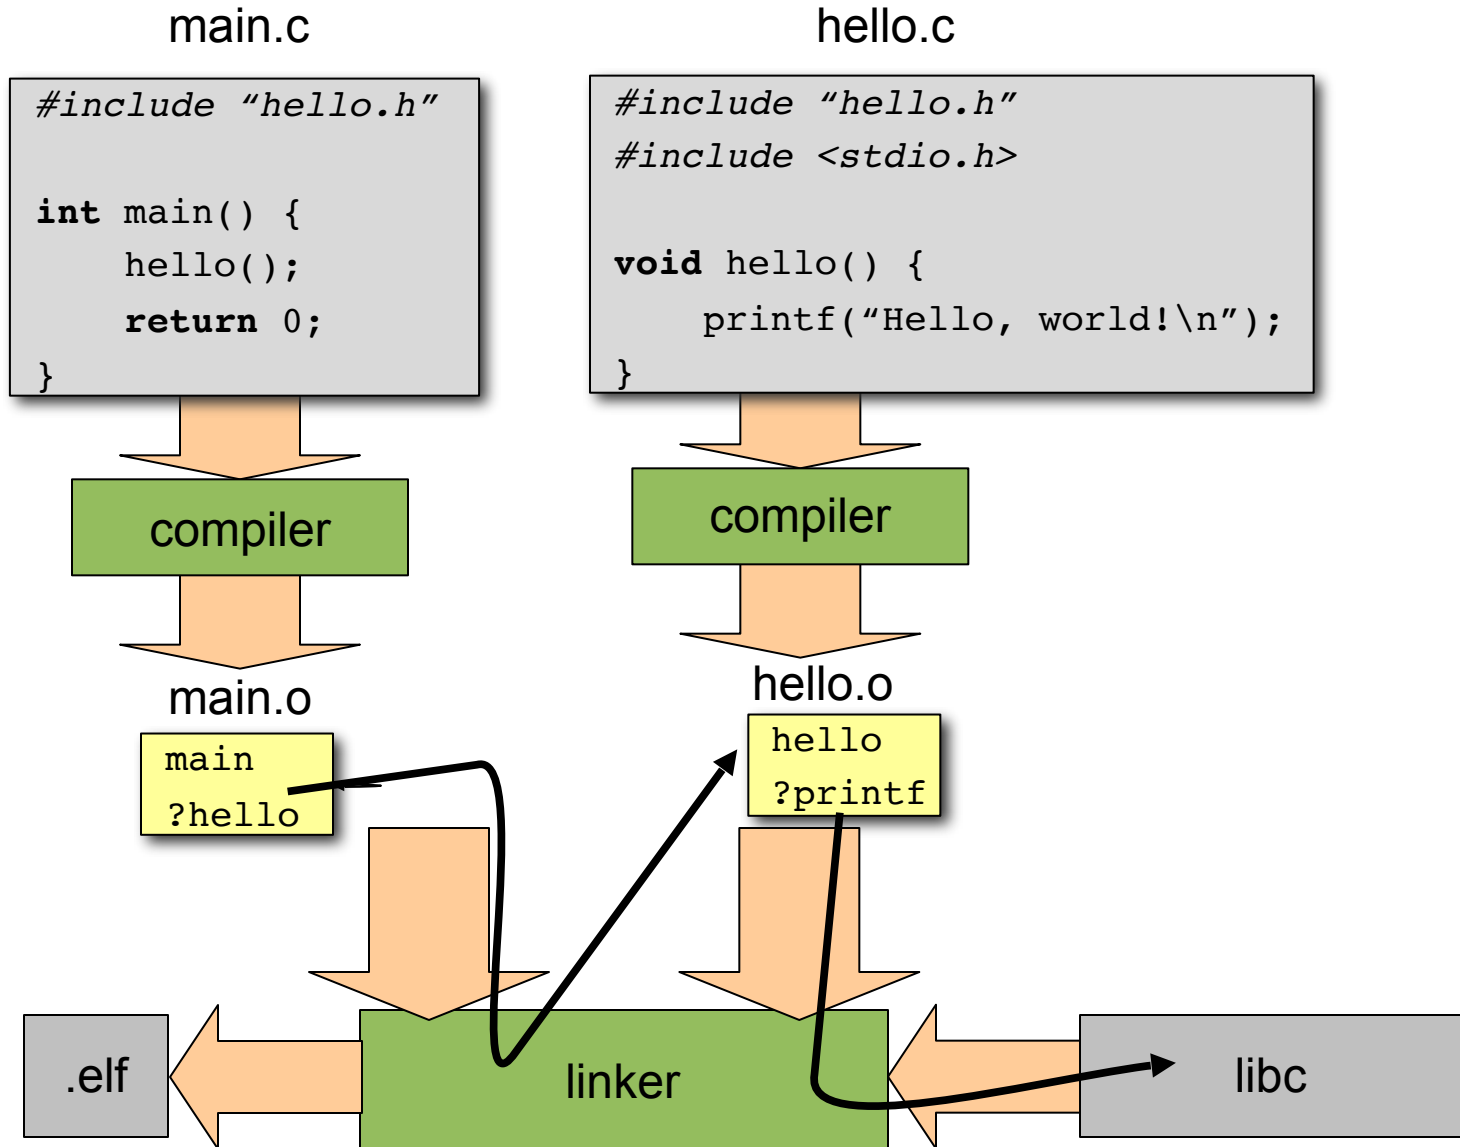 main.c
#include “hello.h”
int main() {
hello();
return 0;
}
compiler
main.o
main
?hello
hello.c
#include “hello.h”
#include <stdio.h>
void hello() {
printf(“Hello, world!\n”);
}
compiler
hello.o
hello
?printf
.elf
linker
libc